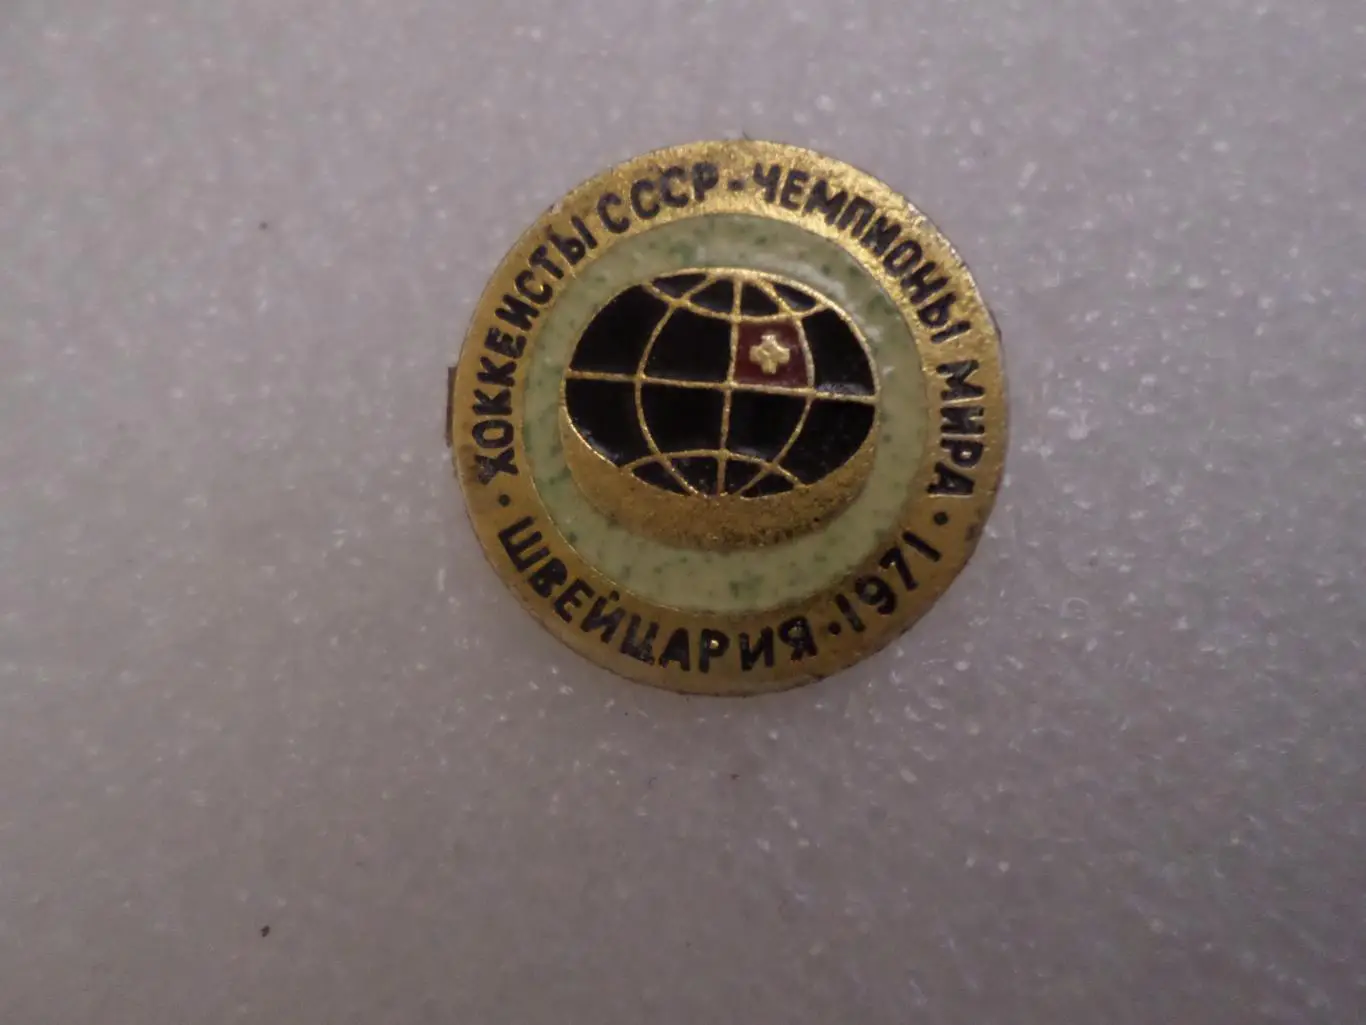 ХОККЕИСТЫ СССР - ЧЕМПИОНЫ МИРА ·
ШВЕЙЦАРИЯ · 1971 ·